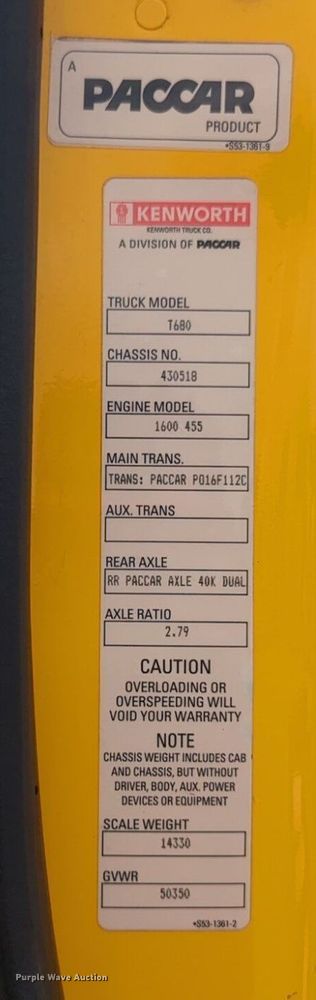 A
PACCAR
PRODUCT
*S53-1361-9
KENWORTH
KENWORTH TRUCK CO.
A DIVISION OF PACCAR
TRUCK MODEL
T680
CHASSIS NO.
430518
ENGINE MODEL
1600 455
MAIN TRANS.
TRANS: PACCAR PO16F112C
AUX. TRANS
REAR AXLE
RR PACCAR AXLE 40K DUAL
AXLE RATIO
2.79
CAUTION
OVERLOADING OR
OVERSPEEDING WILL
VOID YOUR WARRANTY
NOTE
CHASSIS WEIGHT INCLUDES CAB
AND CHASSIS, BUT WITHOUT
DRIVER, BODY, AUX. POWER
DEVICES OR EQUIPMENT
SCALE WEIGHT
14330
GVWR
50350
*S53-1361-2
Purple Wave Auction